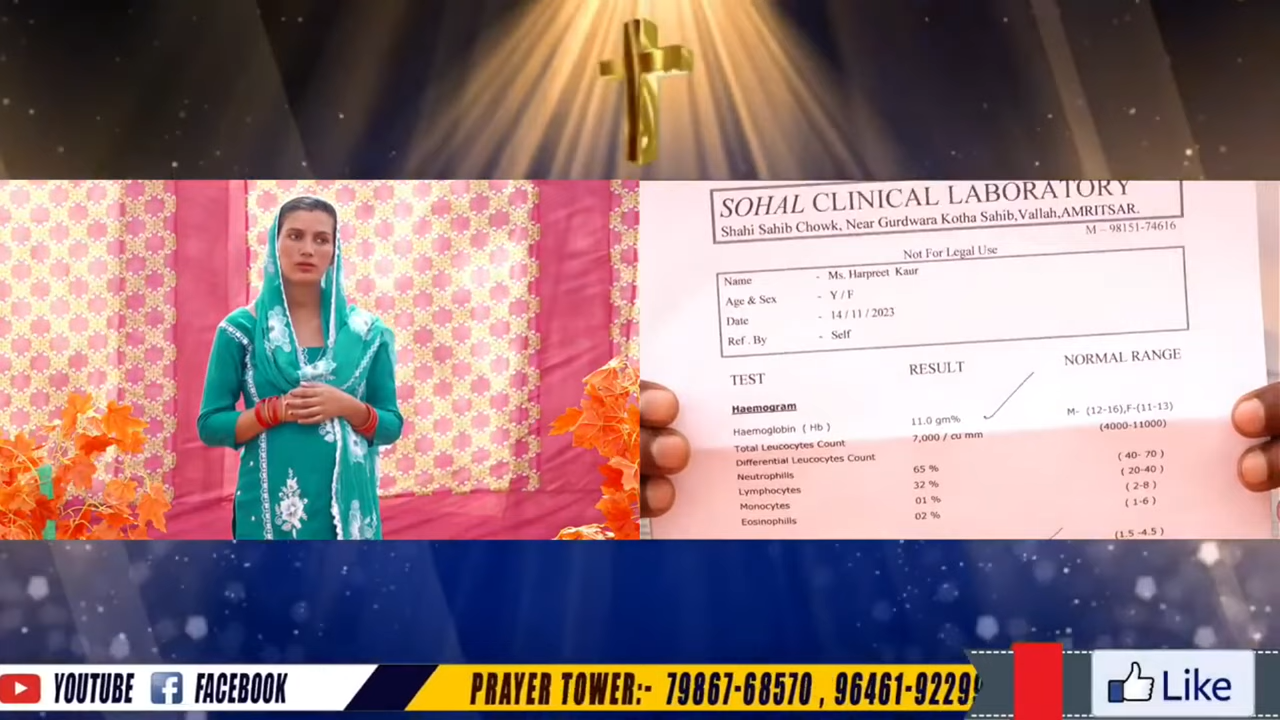 SOHAL CLINICAL LABORATORY
Shahi Sahib Chowk, Near Gurdwara Kotha Sahib,Vallah,AMRITSAR.
M - 98151-74616
Not For Legal Use
Name - Ms. Harpreet Kaur
Age & Sex - Y / F
Date - 14 / 11 / 2023
Ref . By - Self
TEST RESULT NORMAL RANGE
Haemogram
Haemoglobin ( Hb ) 11.0 gm% M- (12-16),F-(11-13)
Total Leucocytes Count 7,000 / cu mm (4000-11000)
Differential Leucocytes Count
Neutrophills 65 % ( 40- 70 )
Lymphocytes 32 % ( 20-40 )
Monocytes 01 % ( 2-8 )
Eosinophills 02 % ( 1-6 )
(1.5 -4.5 )
YOUTUBE FACEBOOK PRAYER TOWER:- 79867-68570 , 96461-9229
Like